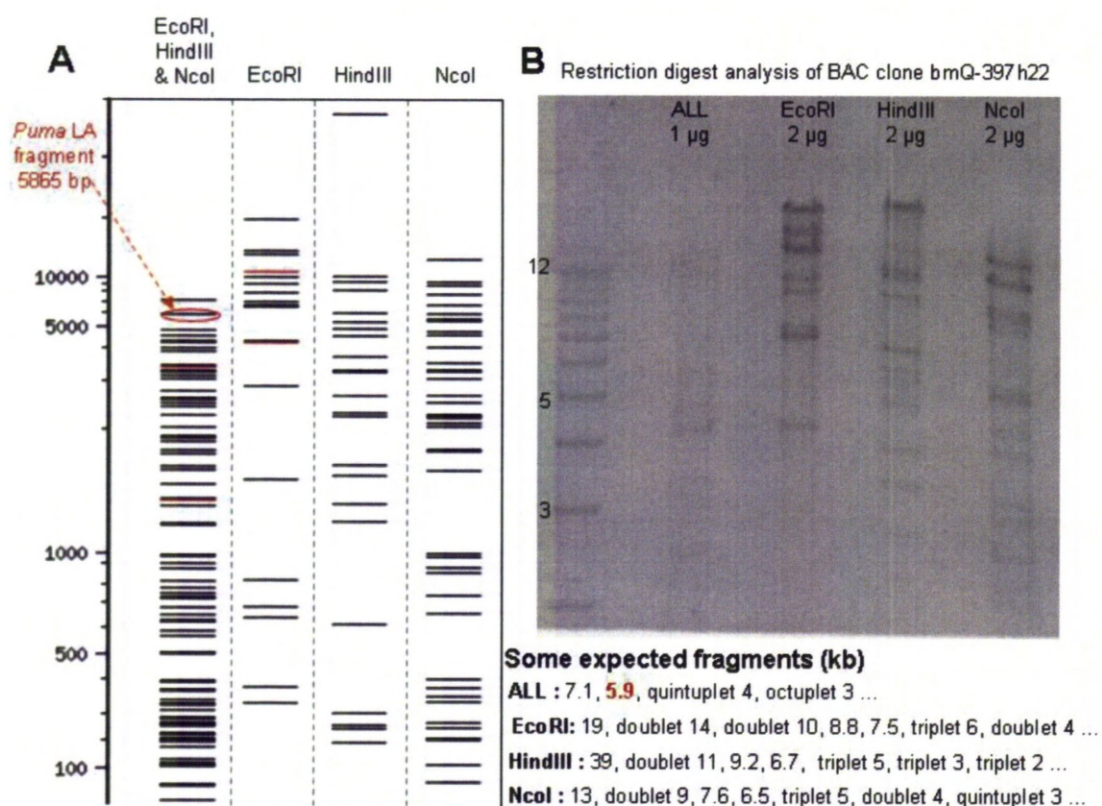 A
EcoRI,
HindIII
& NcoI
EcoRI
HindIII
NcoI
Puma LA
fragment
5865 bp
10000
5000
1000
500
100
B
Restriction digest analysis of BAC clone bmQ-397h22
ALL
1 µg
EcoRI
2 µg
HindIII
2 µg
NcoI
2 µg
12
5
3
Some expected fragments (kb)
ALL : 7.1, 5.9, quintuplet 4, octuplet 3 ...
EcoRI: 19, doublet 14, doublet 10, 8.8, 7.5, triplet 6, doublet 4 ...
HindIII : 39, doublet 11, 9.2, 6.7, triplet 5, triplet 3, triplet 2 ...
NcoI : 13, doublet 9, 7.6, 6.5, triplet 5, doublet 4, quintuplet 3 ...